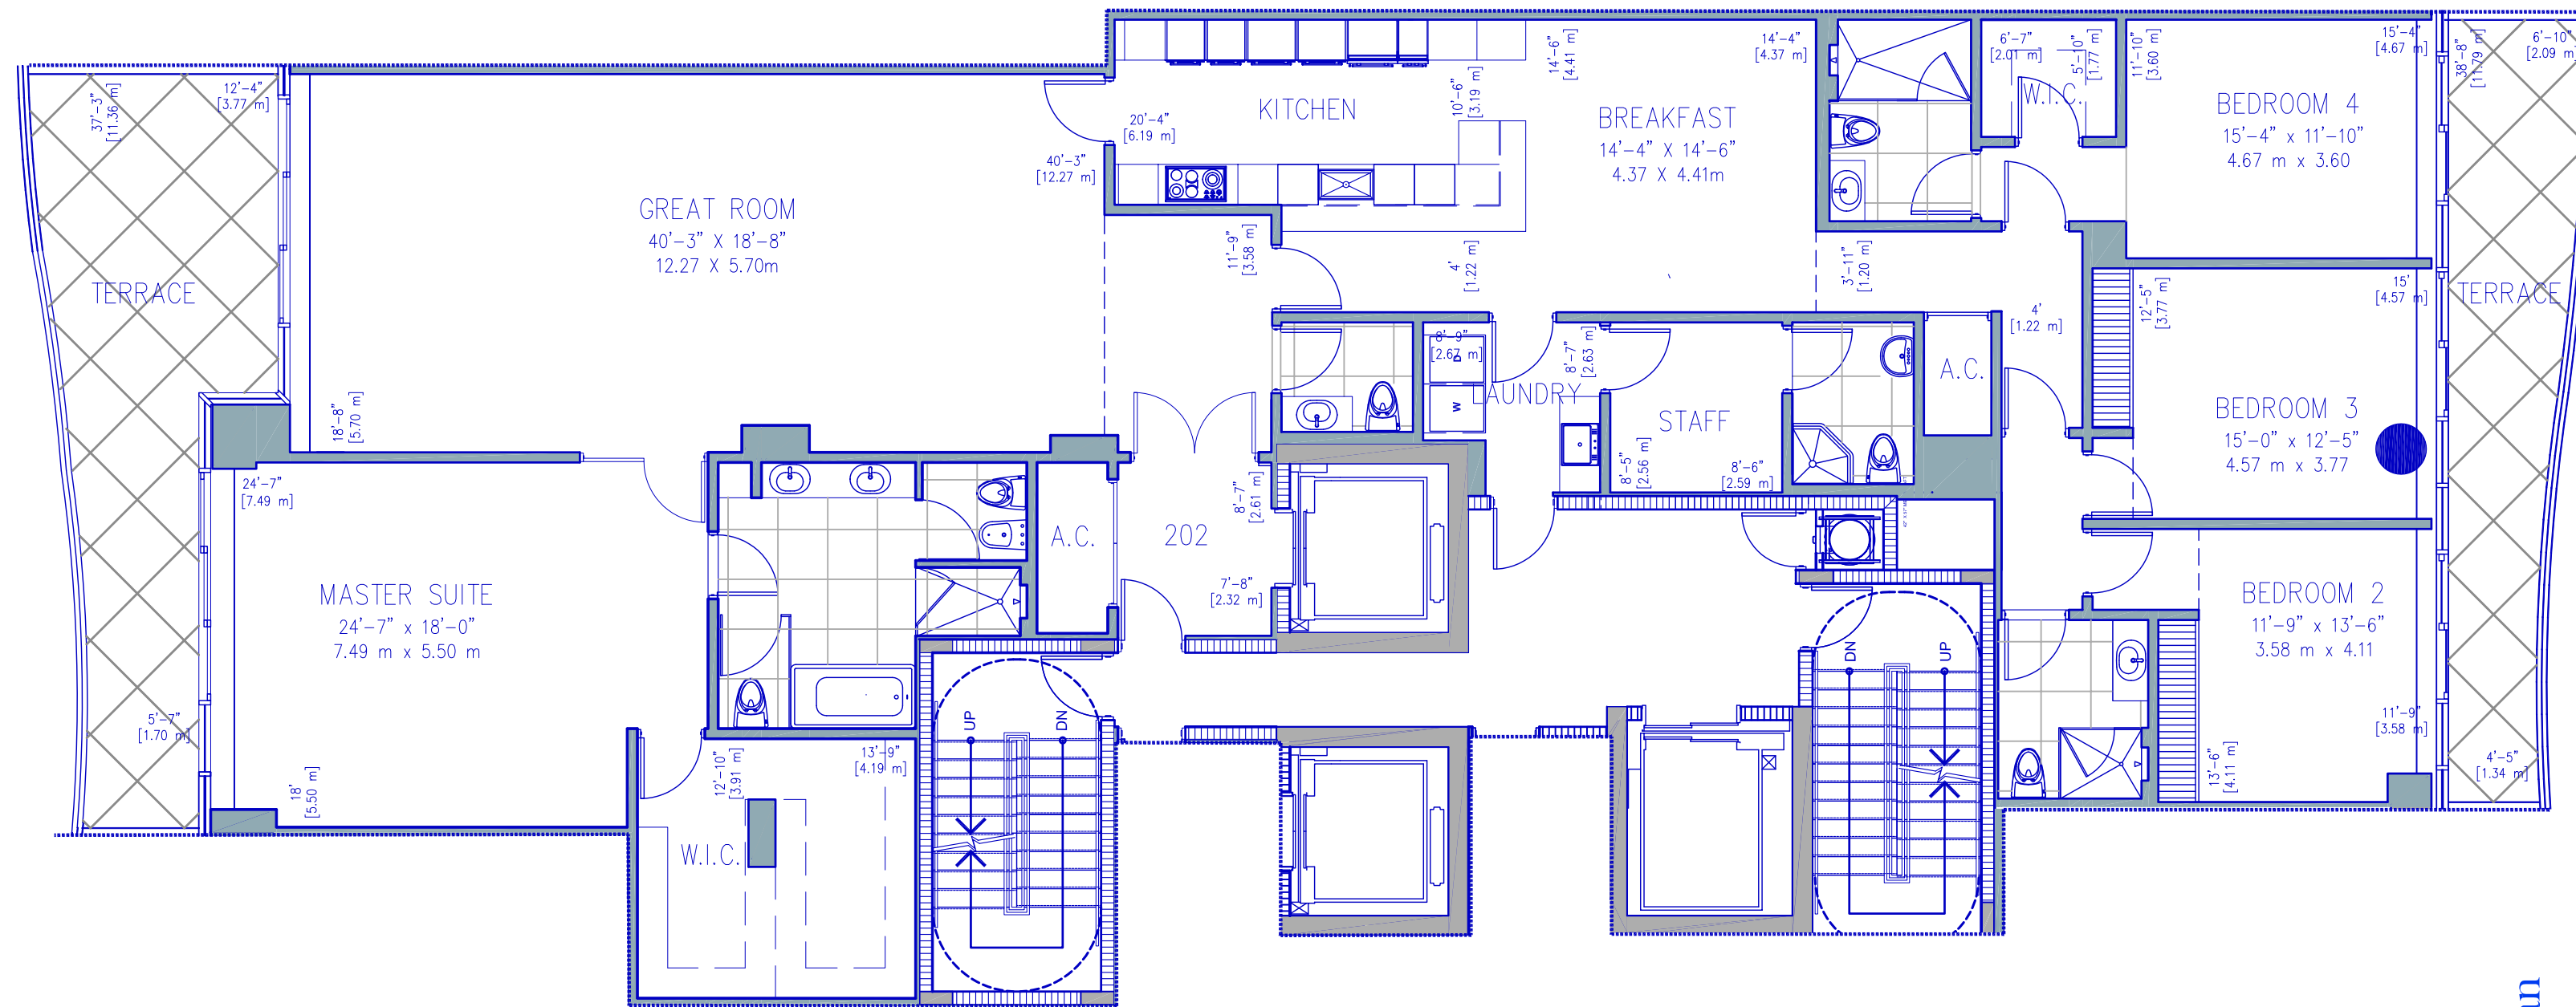 37'-3"
[11.36 m]
12'-4"
[3.77 m]
TERRACE
GREAT ROOM
40'-3" X 18'-8"
12.27 X 5.70m
18'-8"
[5.70 m]
40'-3"
[12.27 m]
20'-4"
[6.19 m]
KITCHEN
10'-6"
[3.19 m]
14'-6"
[4.41 m]
14'-4"
[4.37 m]
BREAKFAST
14'-4" X 14'-6"
4.37 X 4.41m
6'-7"
[2.01 m]
5'-10"
[1.77 m]
W.I.C.
11'-10"
[3.60 m]
15'-4"
[4.67 m]
BEDROOM 4
15'-4" x 11'-10"
4.67 m x 3.60
38'-8"
[11.79 m]
6'-10"
[2.09 m]
TERRACE
11'-9"
[3.58 m]
4'
[1.22 m]
3'-11"
[1.20 m]
4'
[1.22 m]
12'-5"
[3.77 m]
15'
[4.57 m]
BEDROOM 3
15'-0" x 12'-5"
4.57 m x 3.77
8'-9"
[2.67 m]
D
W
LAUNDRY
8'-7"
[2.63 m]
STAFF
8'-5"
[2.56 m]
8'-6"
[2.59 m]
A.C.
24'-7"
[7.49 m]
MASTER SUITE
24'-7" x 18'-0"
7.49 m x 5.50 m
5'-7"
[1.70 m]
18'
[5.50 m]
A.C.
202
8'-7"
[2.61 m]
7'-8"
[2.32 m]
BEDROOM 2
11'-9" x 13'-6"
3.58 m x 4.11
11'-9"
[3.58 m]
13'-6"
[4.11 m]
4'-5"
[1.34 m]
12'-10"
[3.91 m]
13'-9"
[4.19 m]
W.I.C.
UP
DN
DN
UP